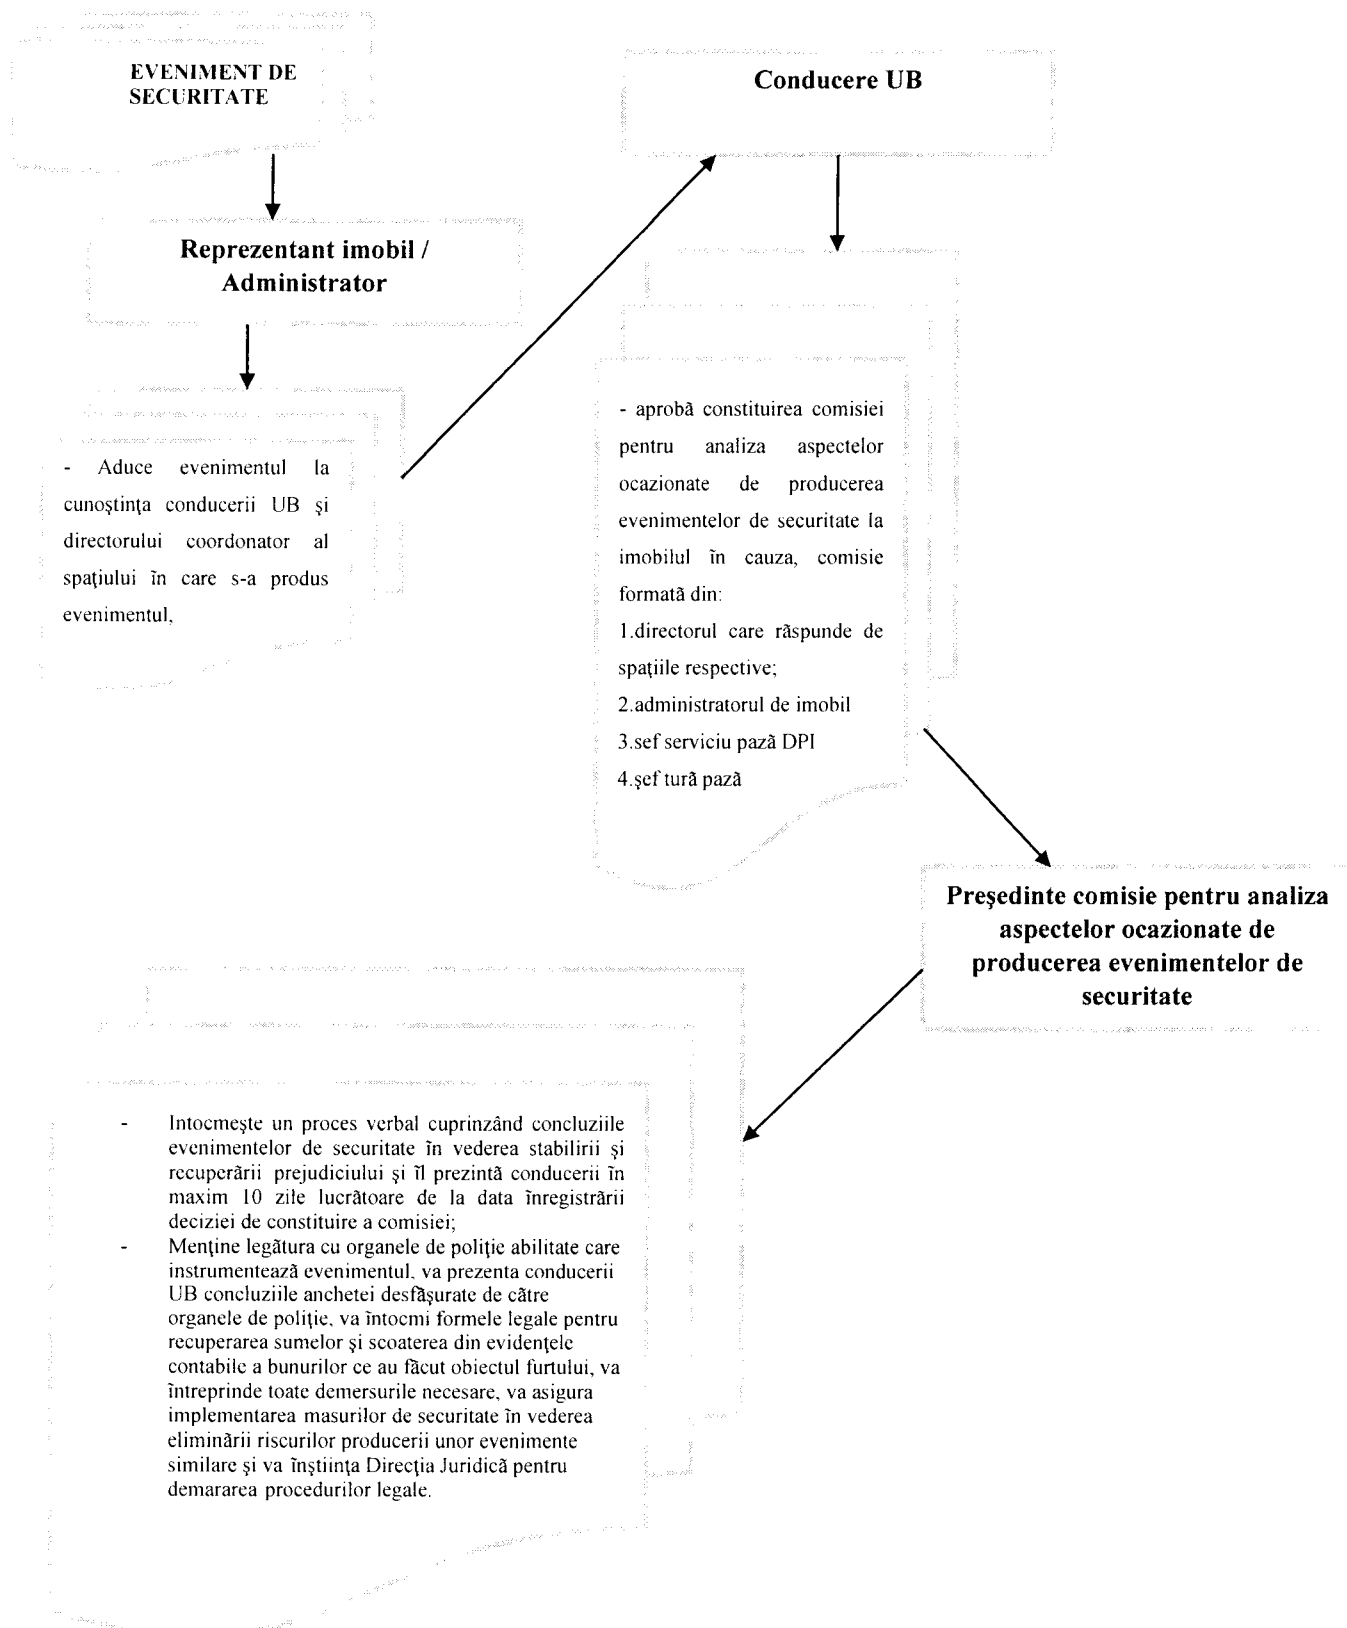 EVENIMENT DE
SECURITATE
Reprezentant imobil /
Administrator
- Aduce evenimentul la
cunoştinţa conducerii UB şi
directorului coordonator al
spaţiului în care s-a produs
evenimentul,
Conducere UB
- aprobă constituirea comisiei
pentru analiza aspectelor
ocazionate de producerea
evenimentelor de securitate la
imobilul în cauza, comisie
formată din:
1.directorul care răspunde de
spaţiile respective;
2.administratorul de imobil
3.sef serviciu pază DPI
4.şef tură pază
Preşedinte comisie pentru analiza
aspectelor ocazionate de
producerea evenimentelor de
securitate
- Intocmeşte un proces verbal cuprinzând concluziile
evenimentelor de securitate în vederea stabilirii şi
recuperării prejudiciului şi îl prezintă conducerii în
maxim 10 zile lucrătoare de la data înregistrării
deciziei de constituire a comisiei;
- Menţine legătura cu organele de poliţie abilitate care
instrumentează evenimentul, va prezenta conducerii
UB concluziile anchetei desfăşurate de către
organele de poliţie, va întocmi formele legale pentru
recuperarea sumelor şi scoaterea din evidenţele
contabile a bunurilor ce au făcut obiectul furtului, va
întreprinde toate demersurile necesare, va asigura
implementarea masurilor de securitate în vederea
eliminării riscurilor producerii unor evenimente
similare şi va înştiinţa Direcţia Juridică pentru
demararea procedurilor legale.